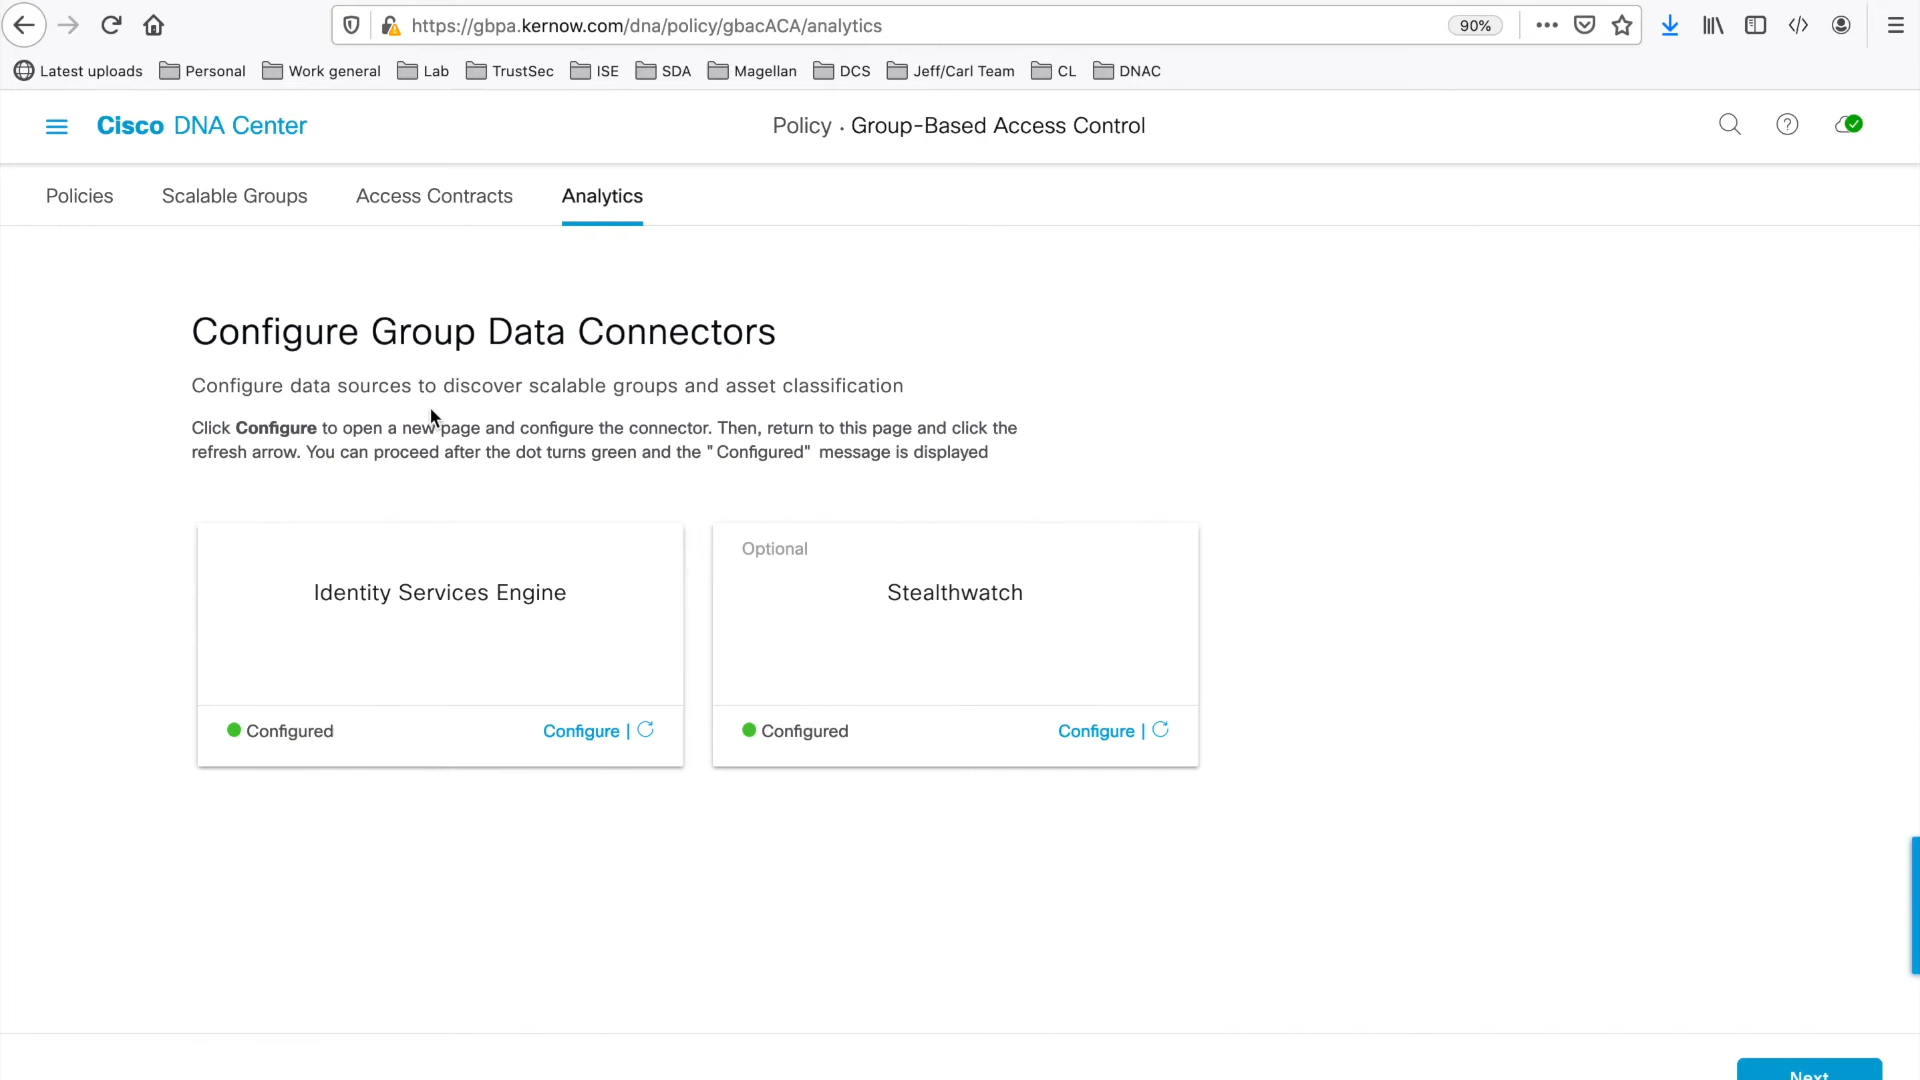 https://gbpa.kernow.com/dna/policy/gbacACA/analytics
90%
Latest uploads Personal Work general Lab TrustSec ISE SDA Magellan DCS Jeff/Carl Team CL DNAC
Cisco DNA Center
Policy · Group-Based Access Control
Policies Scalable Groups Access Contracts Analytics
Configure Group Data Connectors
Configure data sources to discover scalable groups and asset classification
Click Configure to open a new page and configure the connector. Then, return to this page and click the
refresh arrow. You can proceed after the dot turns green and the "Configured" message is displayed
Identity Services Engine
Configured Configure |
Optional
Stealthwatch
Configured Configure |
Next